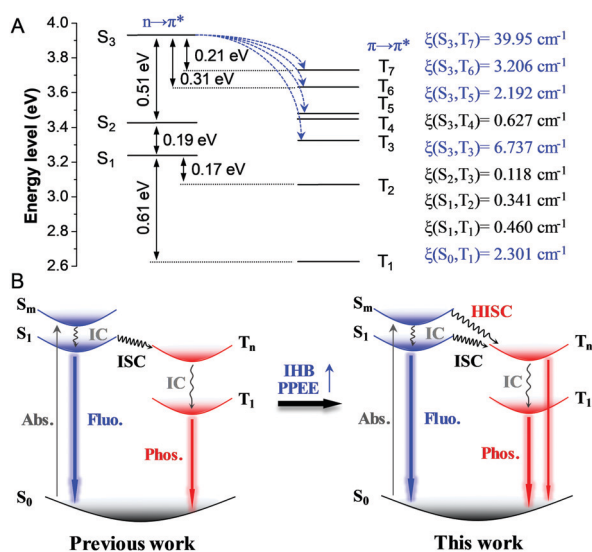 A
n→π*
π→π*
Energy level (eV)
4.0
3.8
3.6
3.4
3.2
3.0
2.8
2.6
S3
S2
S1
0.21 eV
0.31 eV
0.51 eV
0.19 eV
0.17 eV
0.61 eV
T7
T6
T5
T4
T3
T2
T1
ξ(S3,T7)= 39.95 cm-1
ξ(S3,T6)= 3.206 cm-1
ξ(S3,T5)= 2.192 cm-1
ξ(S3,T4)= 0.627 cm-1
ξ(S3,T3)= 6.737 cm-1
ξ(S2,T3)= 0.118 cm-1
ξ(S1,T2)= 0.341 cm-1
ξ(S1,T1)= 0.460 cm-1
ξ(S0,T1)= 2.301 cm-1
B
Sm
S1
IC
ISC
Tn
IC
T1
Abs.
Fluo.
Phos.
S0
Previous work
IHB
PPEE
Sm
HISC
S1
IC
ISC
Tn
IC
T1
Abs.
Fluo.
Phos.
S0
This work